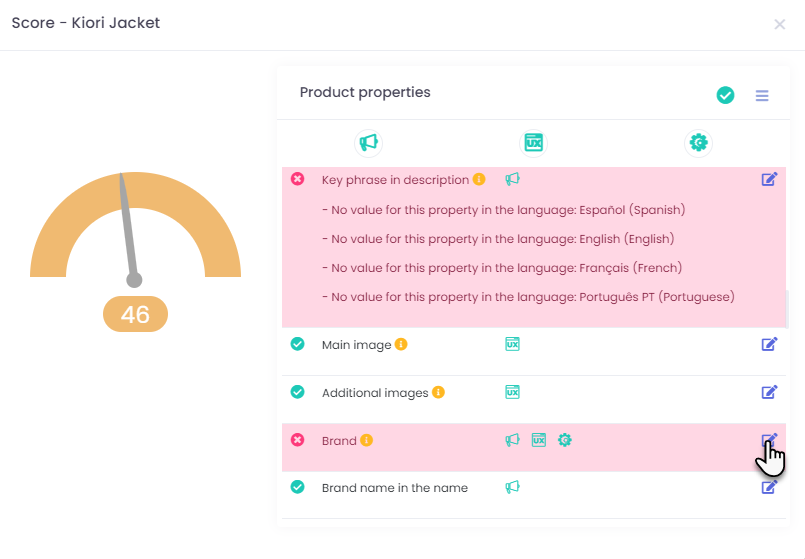 Score - Kiori Jacket
Product properties
UX
Key phrase in description
- No value for this property in the language: Español (Spanish)
- No value for this property in the language: English (English)
- No value for this property in the language: Français (French)
- No value for this property in the language: Português PT (Portuguese)
46
Main image
UX
Additional images
UX
Brand
UX
Brand name in the name